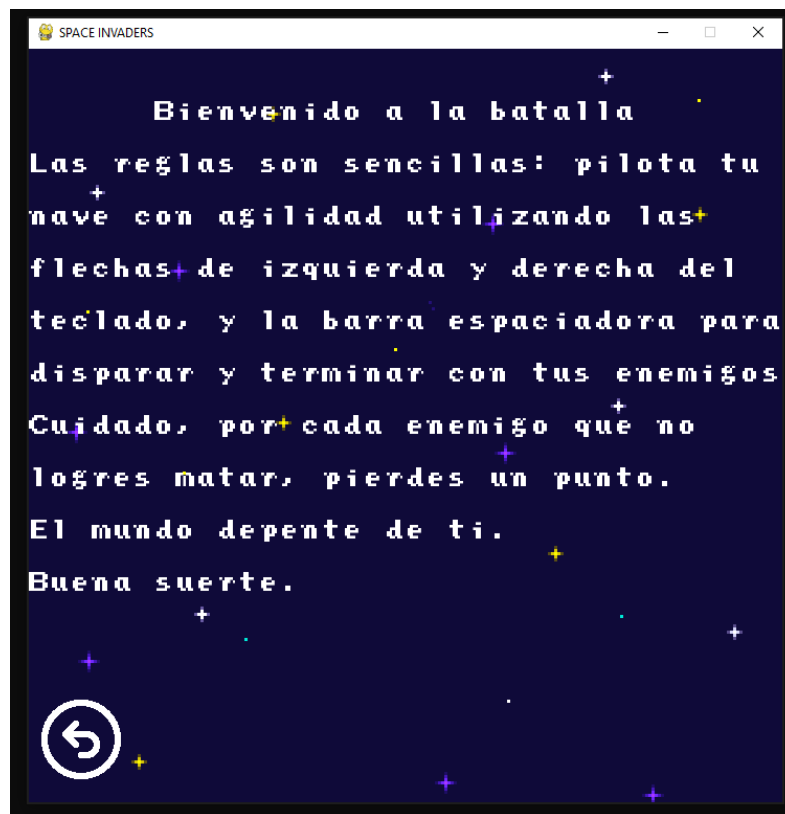 SPACE INVADERS
Bienvenido a la batalla
Las reglas son sencillas: pilota tu
nave con agilidad utilizando las
flechas de izquierda y derecha del
teclado, y la barra espaciadora para
disparar y terminar con tus enemigos
Cuidado, por cada enemigo que no
logres matar, pierdes un punto.
El mundo depente de ti.
Buena suerte.